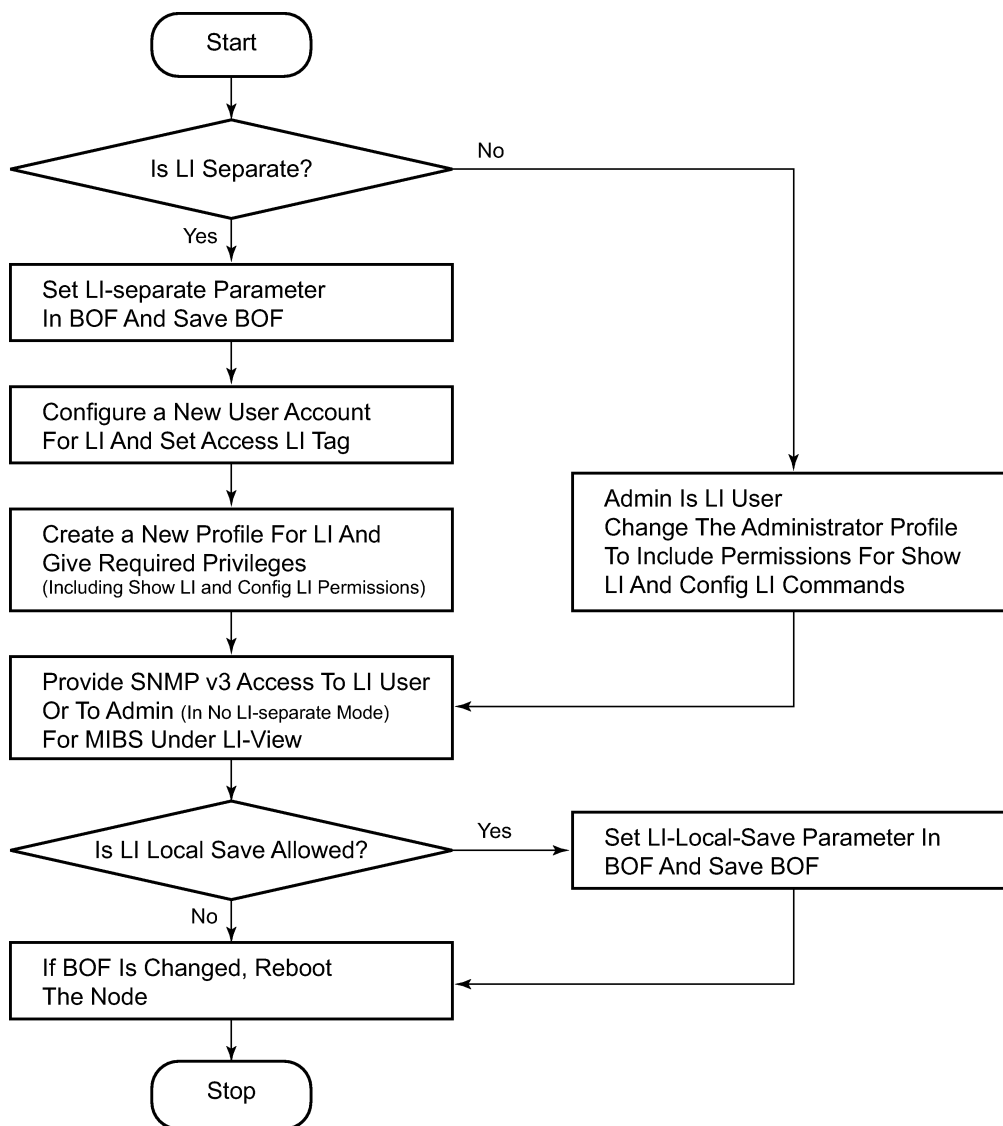 Start
Is LI Separate?
No
Yes
Set LI-separate Parameter
In BOF And Save BOF
Configure a New User Account
For LI And Set Access LI Tag
Create a New Profile For LI And
Give Required Privileges
(Including Show LI and Config LI Permissions)
Admin Is LI User
Change The Administrator Profile
To Include Permissions For Show
LI And Config LI Commands
Provide SNMP v3 Access To LI User
Or To Admin (In No LI-separate Mode)
For MIBS Under LI-View
Is LI Local Save Allowed?
Yes
Set LI-Local-Save Parameter In
BOF And Save BOF
No
If BOF Is Changed, Reboot
The Node
Stop